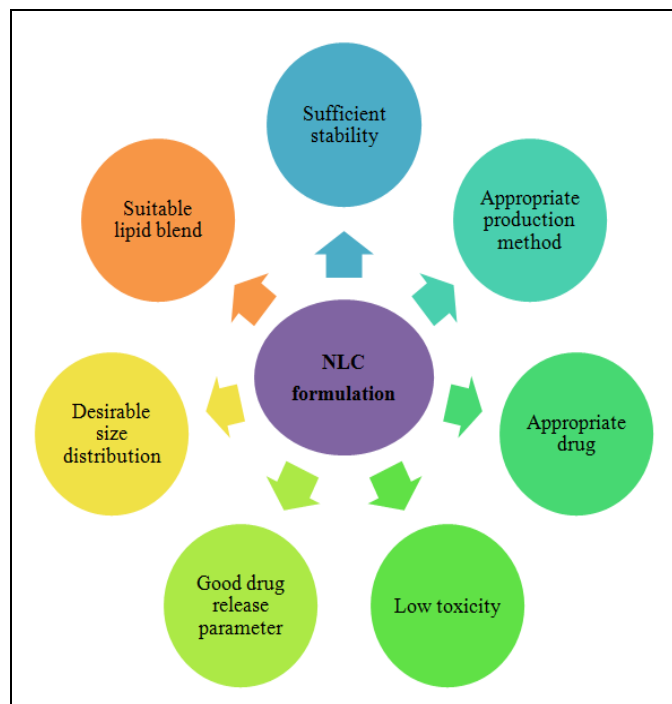 Sufficient
stability
Appropriate
production
method
Suitable
lipid blend
NLC
formulation
Desirable
size
distribution
Appropriate
drug
Good drug
release
parameter
Low toxicity